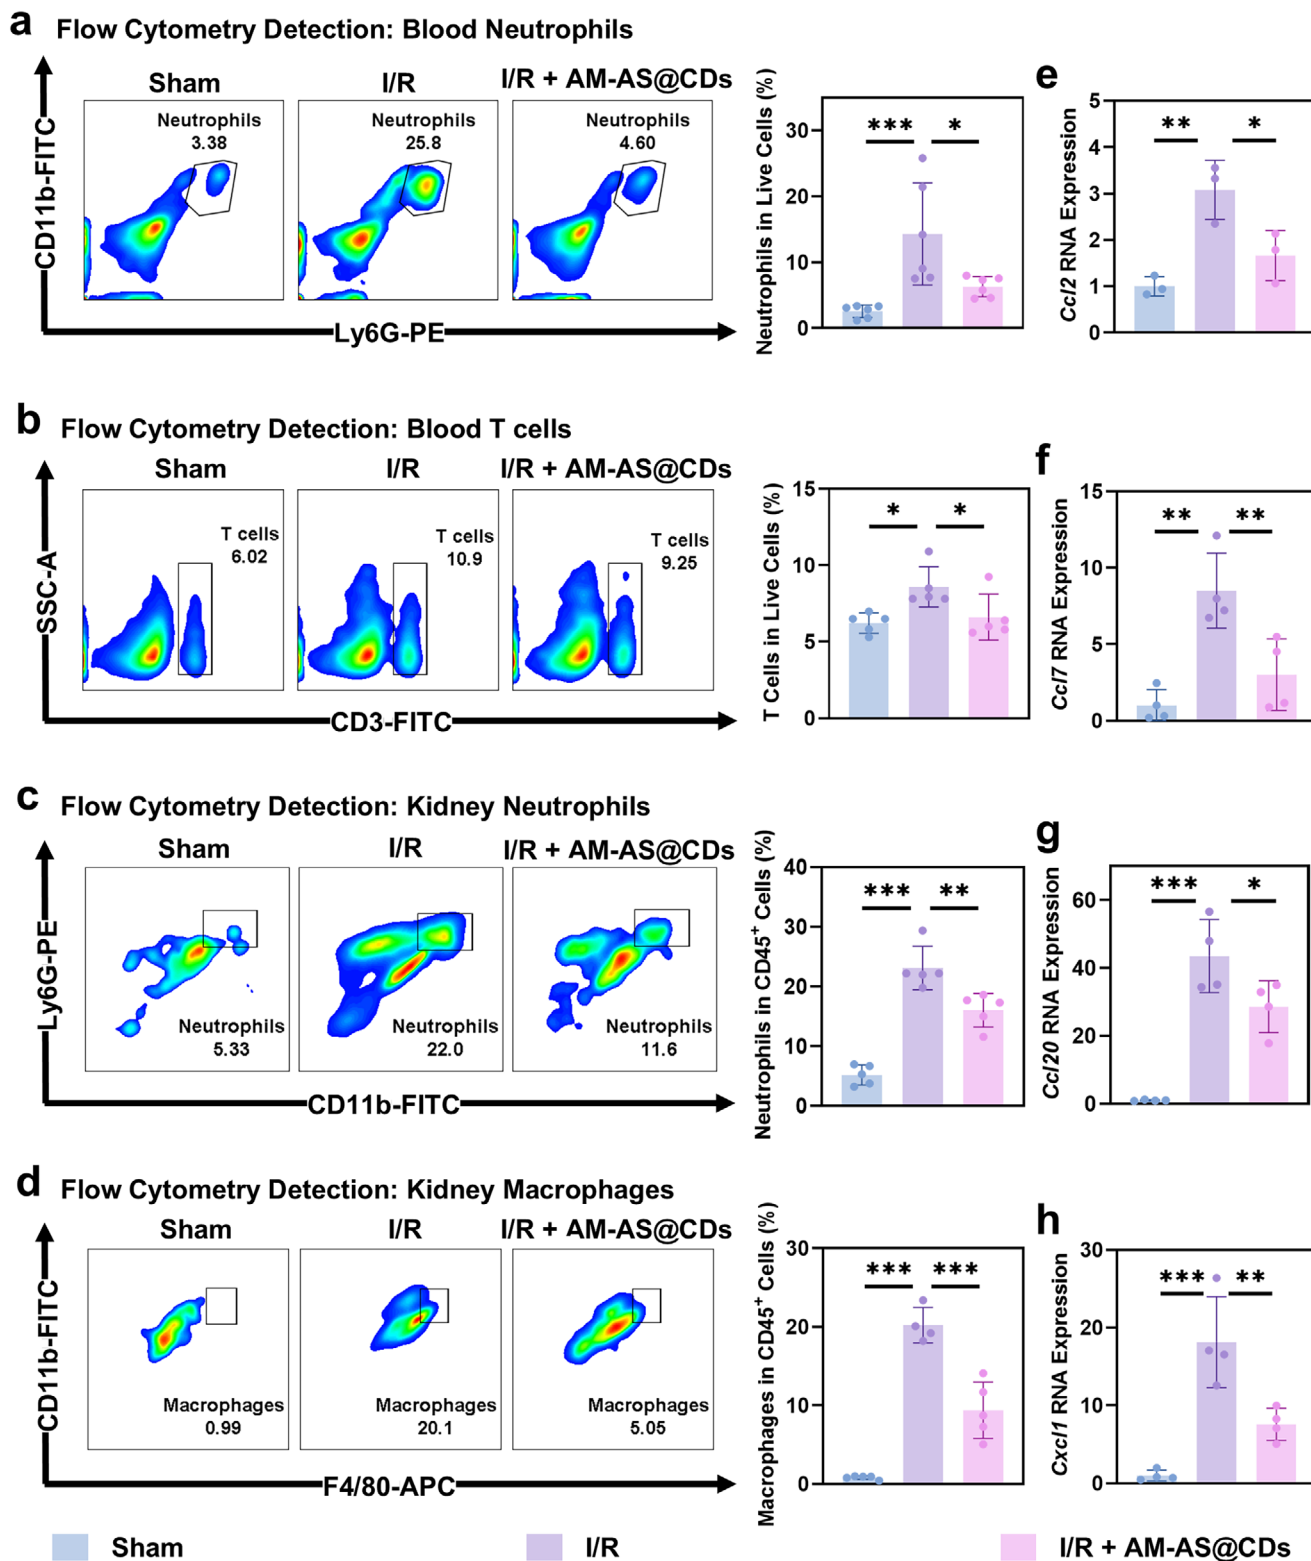 a Flow Cytometry Detection: Blood Neutrophils
Sham
I/R
I/R + AM-AS@CDs
CD11b-FITC
Neutrophils
3.38
Neutrophils
25.8
Neutrophils
4.60
Ly6G-PE
Neutrophils in Live Cells (%)
30
20
10
0
***
*
e
Ccl2 RNA Expression
5
4
3
2
1
0
**
*
b Flow Cytometry Detection: Blood T cells
Sham
I/R
I/R + AM-AS@CDs
SSC-A
T cells
6.02
T cells
10.9
T cells
9.25
CD3-FITC
T Cells in Live Cells (%)
15
10
5
0
*
*
f
Ccl7 RNA Expression
15
10
5
0
**
**
c Flow Cytometry Detection: Kidney Neutrophils
Sham
I/R
I/R + AM-AS@CDs
Ly6G-PE
Neutrophils
5.33
Neutrophils
22.0
Neutrophils
11.6
CD11b-FITC
Neutrophils in CD45+ Cells (%)
40
30
20
10
0
***
**
g
Ccl20 RNA Expression
60
40
20
0
***
*
d Flow Cytometry Detection: Kidney Macrophages
Sham
I/R
I/R + AM-AS@CDs
CD11b-FITC
Macrophages
0.99
Macrophages
20.1
Macrophages
5.05
F4/80-APC
Macrophages in CD45+ Cells (%)
30
20
10
0
***
***
h
Cxcl1 RNA Expression
30
20
10
0
***
**
Sham
I/R
I/R + AM-AS@CDs